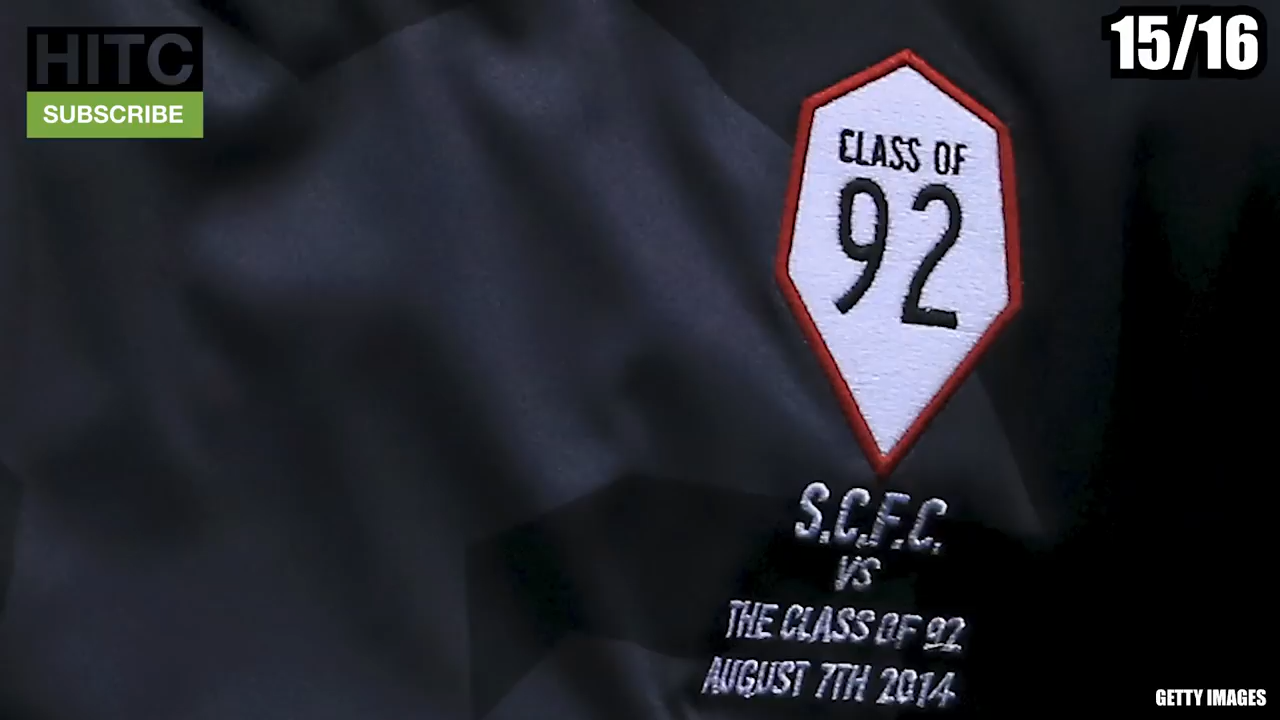 HITC
SUBSCRIBE
15/16
CLASS OF
92
S.C.F.C.
VS
THE CLASS OF 92
AUGUST 7TH 2014
GETTY IMAGES